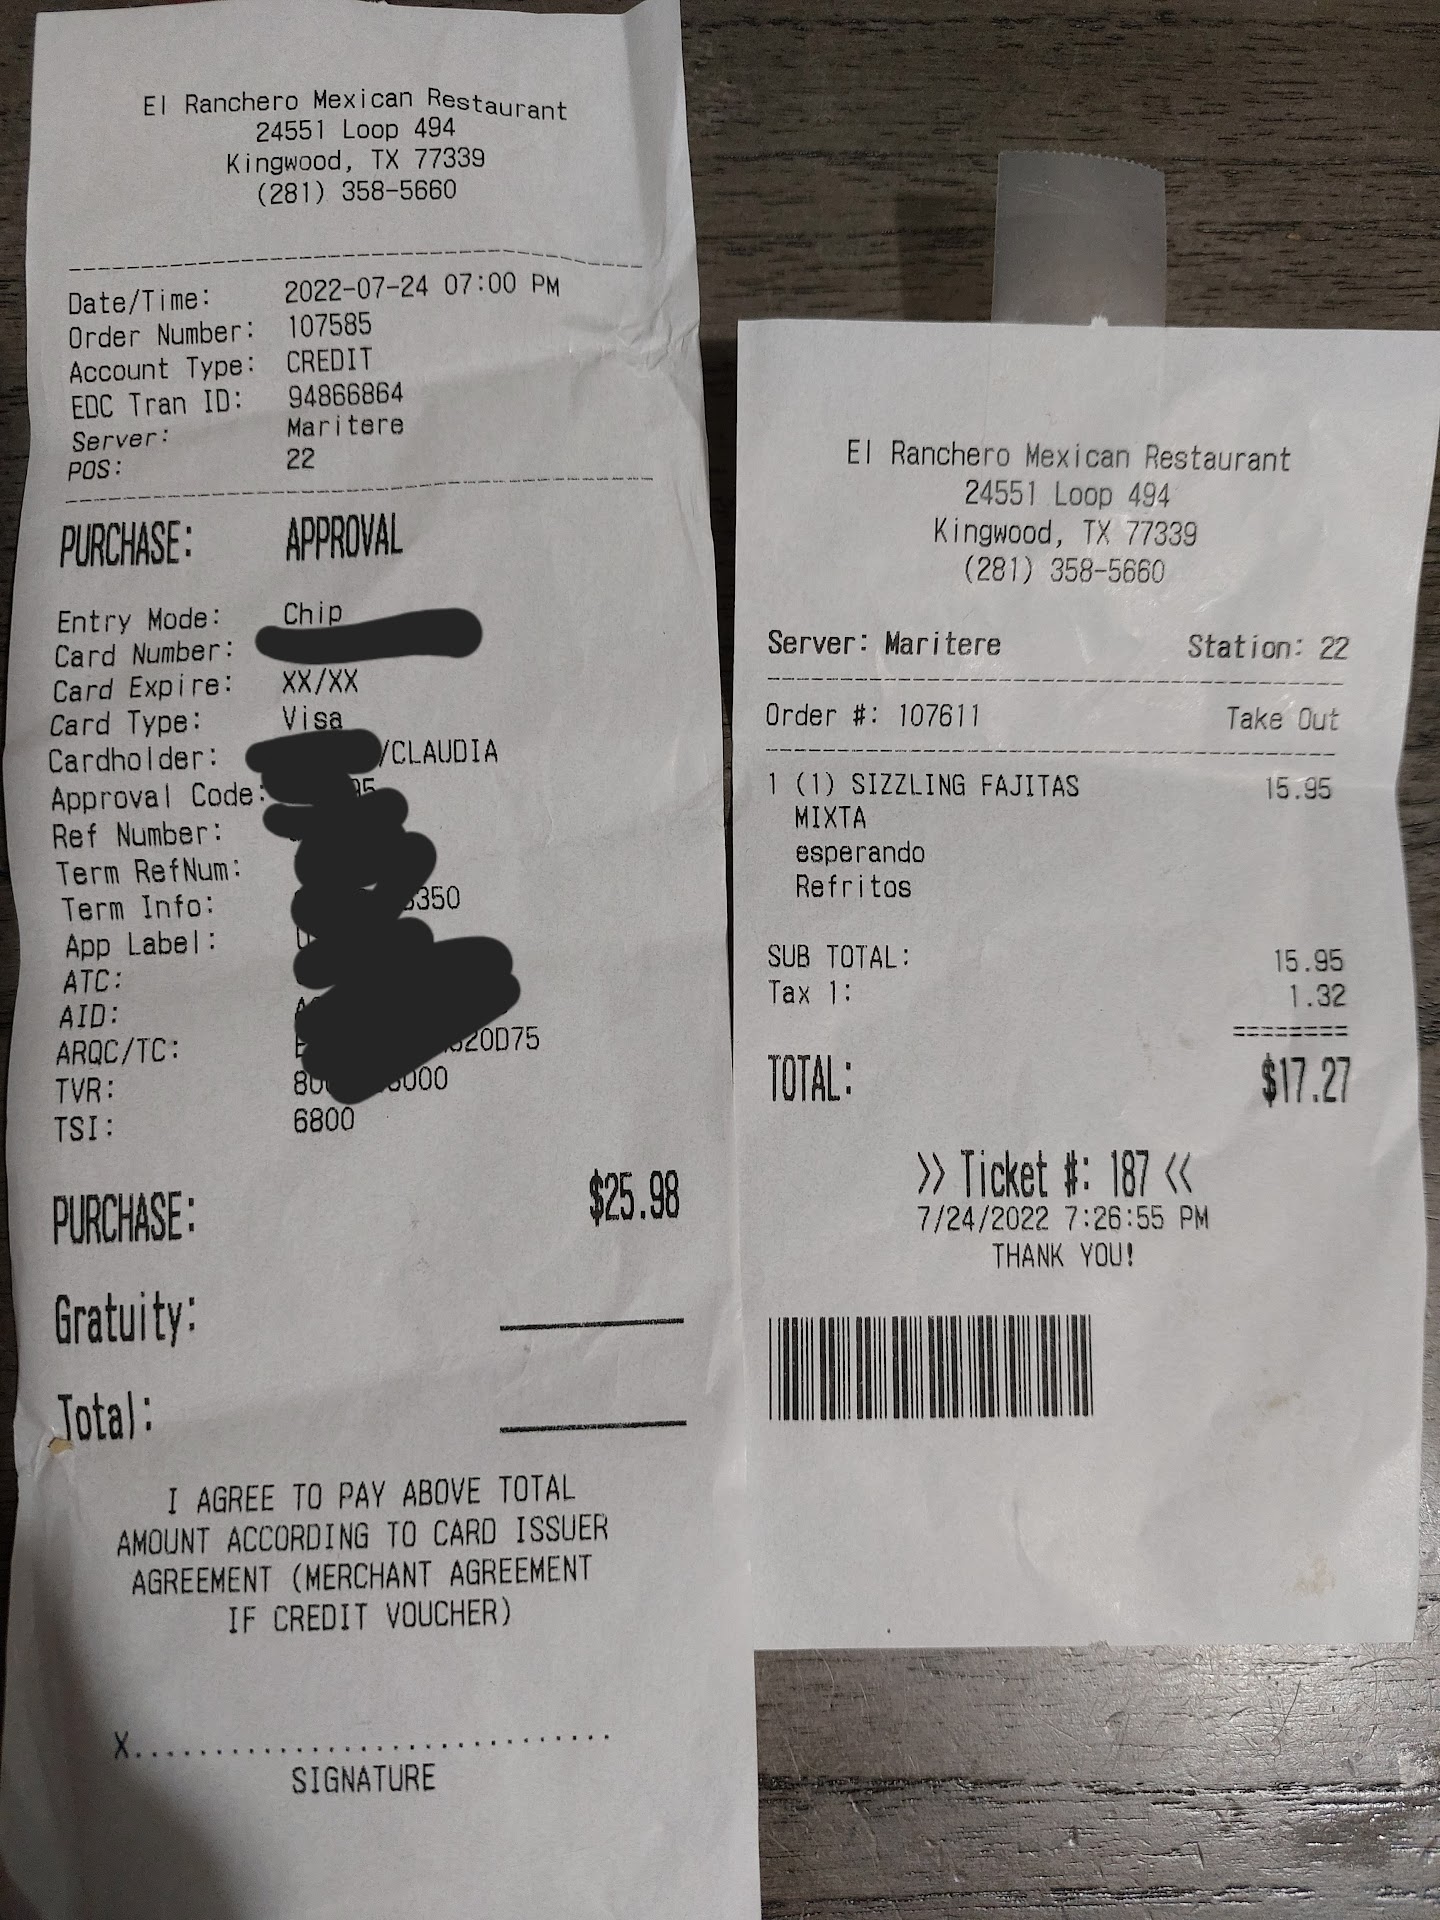 El Ranchero Mexican Restaurant
24551 Loop 494
Kingwood, TX 77339
(281) 358-5660
Date/Time: 2022-07-24 07:00 PM
Order Number: 107585
Account Type: CREDIT
EDC Tran ID: 94866864
Server: Maritere
POS: 22
PURCHASE: APPROVAL
Entry Mode: Chip
Card Number:
Card Expire: XX/XX
Card Type: Visa
Cardholder: /CLAUDIA
Approval Code:
Ref Number:
Term RefNum:
Term Info: 350
App Label:
ATC:
AID:
ARQC/TC: 20D75
TVR:
TSI: 6800
PURCHASE: $25.98
Gratuity:
Total:
I AGREE TO PAY ABOVE TOTAL
AMOUNT ACCORDING TO CARD ISSUER
AGREEMENT (MERCHANT AGREEMENT
IF CREDIT VOUCHER)
X..............................
SIGNATURE
El Ranchero Mexican Restaurant
24551 Loop 494
Kingwood, TX 77339
(281) 358-5660
Server: Maritere Station: 22
Order #: 107611 Take Out
1 (1) SIZZLING FAJITAS 15.95
MIXTA
esperando
Refritos
SUB TOTAL: 15.95
Tax 1: 1.32
========
TOTAL: $17.27
>> Ticket #: 187 <<
7/24/2022 7:26:55 PM
THANK YOU!